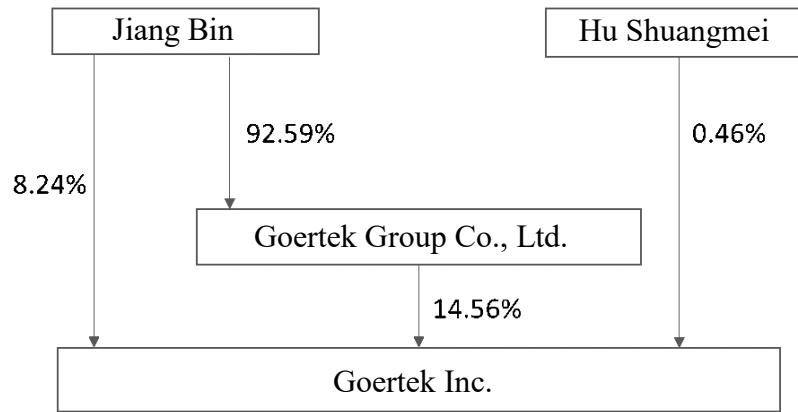 Jiang Bin
Hu Shuangmei
92.59%
0.46%
8.24%
Goertek Group Co., Ltd.
14.56%
Goertek Inc.